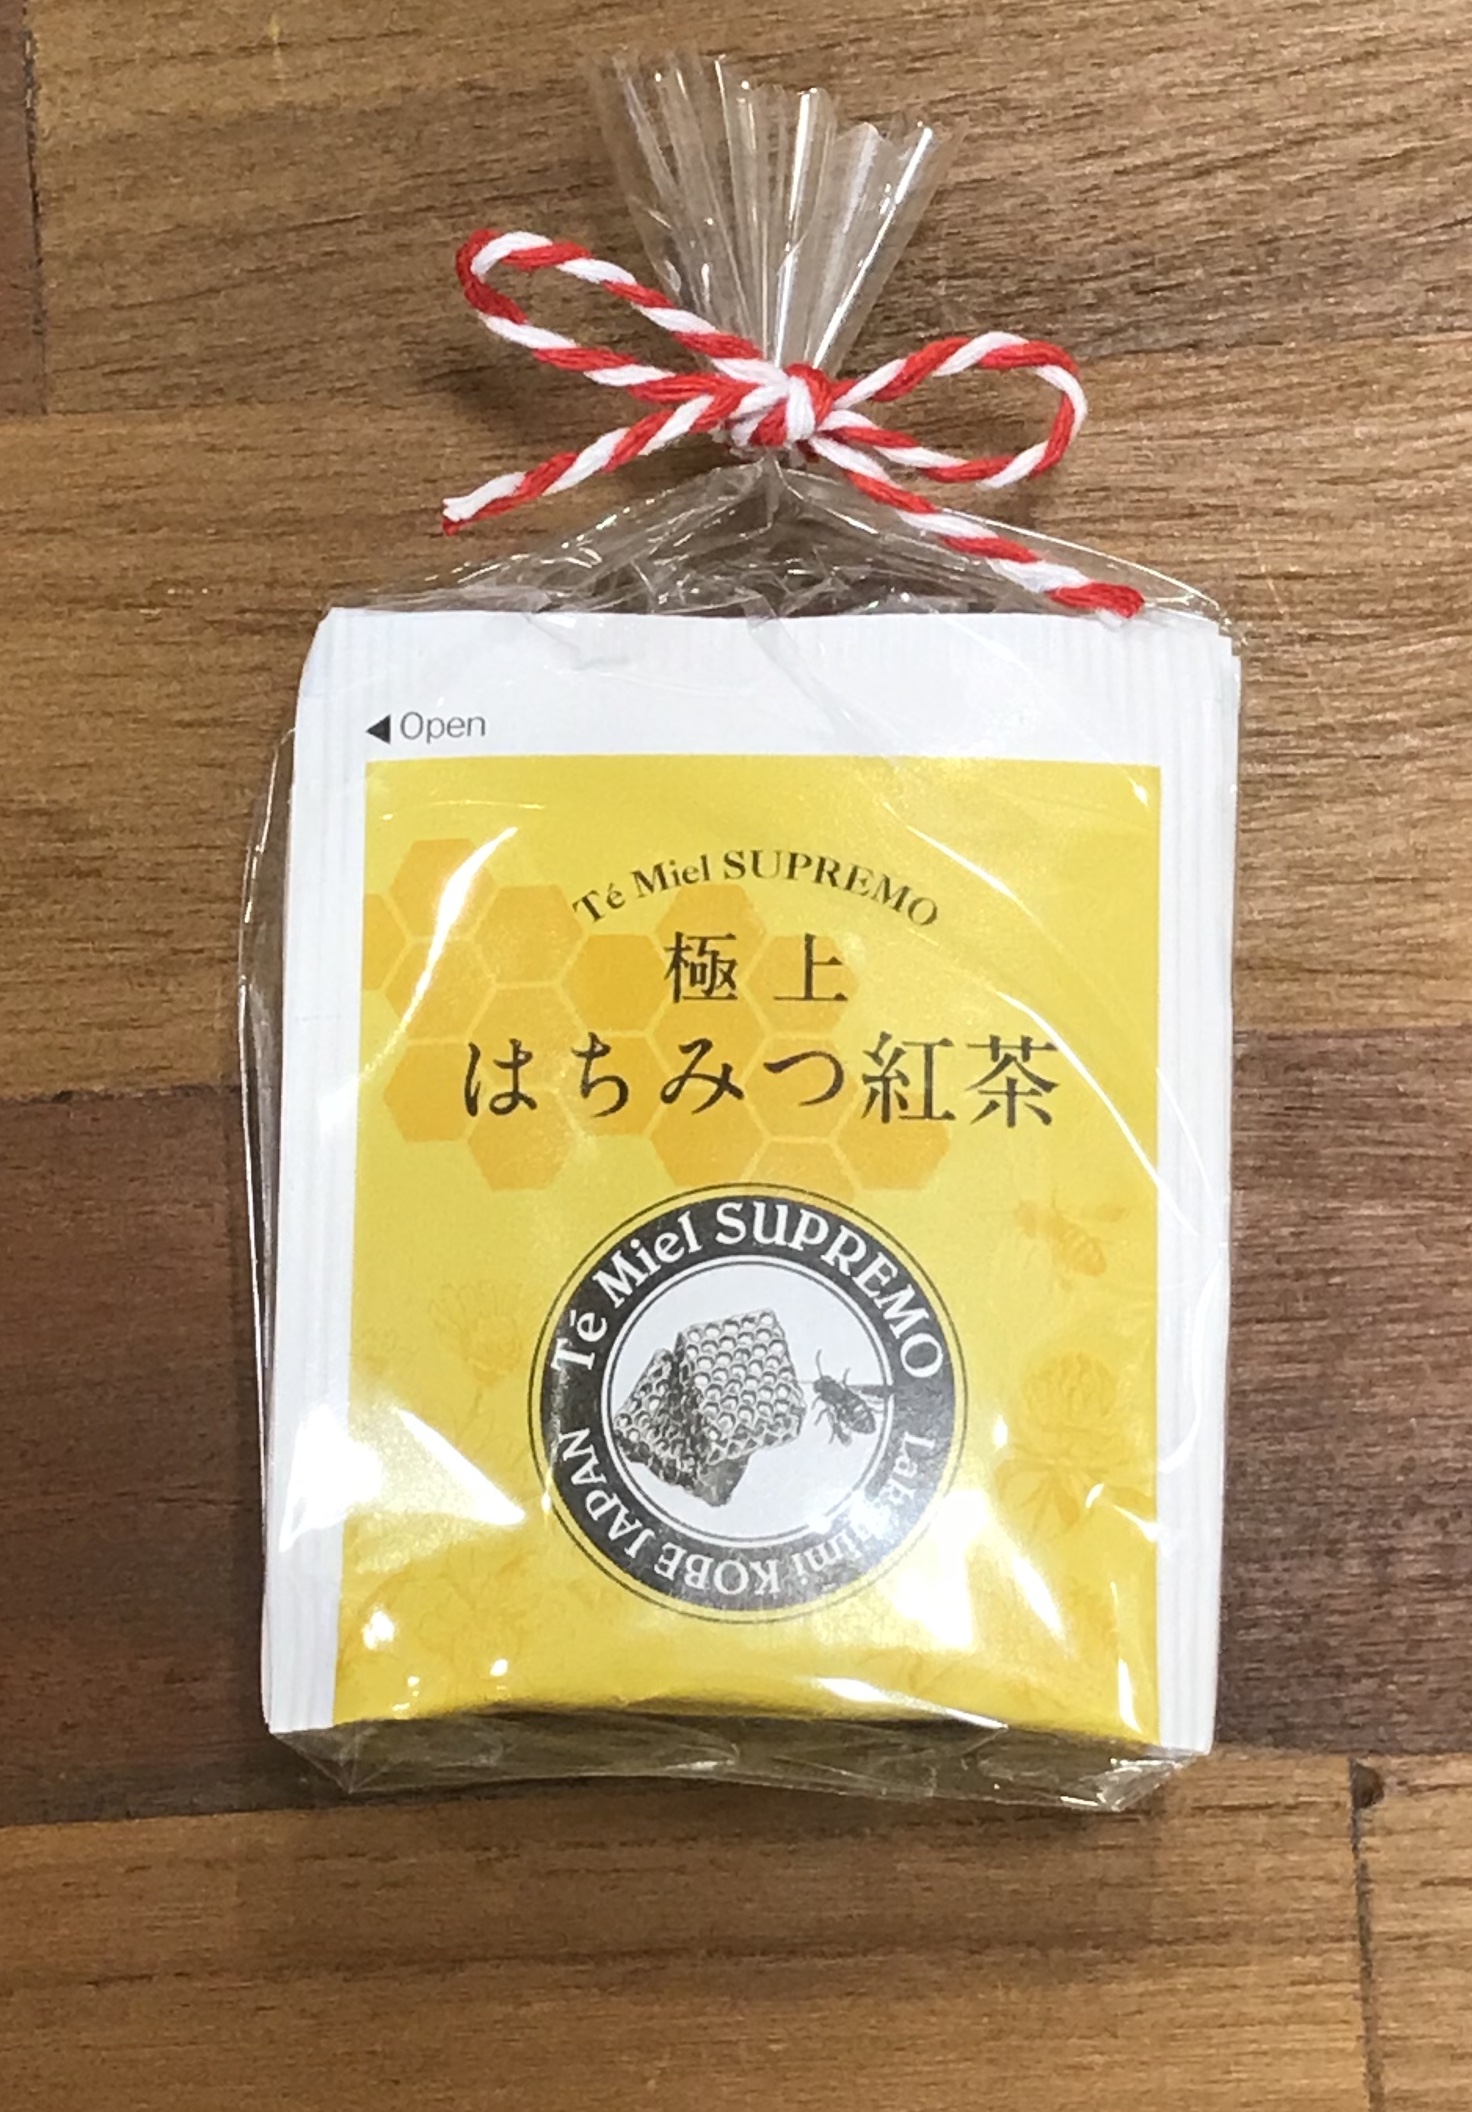 ◀Open
Té Miel SUPREMO
極上
はちみつ紅茶
Té Miel SUPREMO
KOBE JAPAN